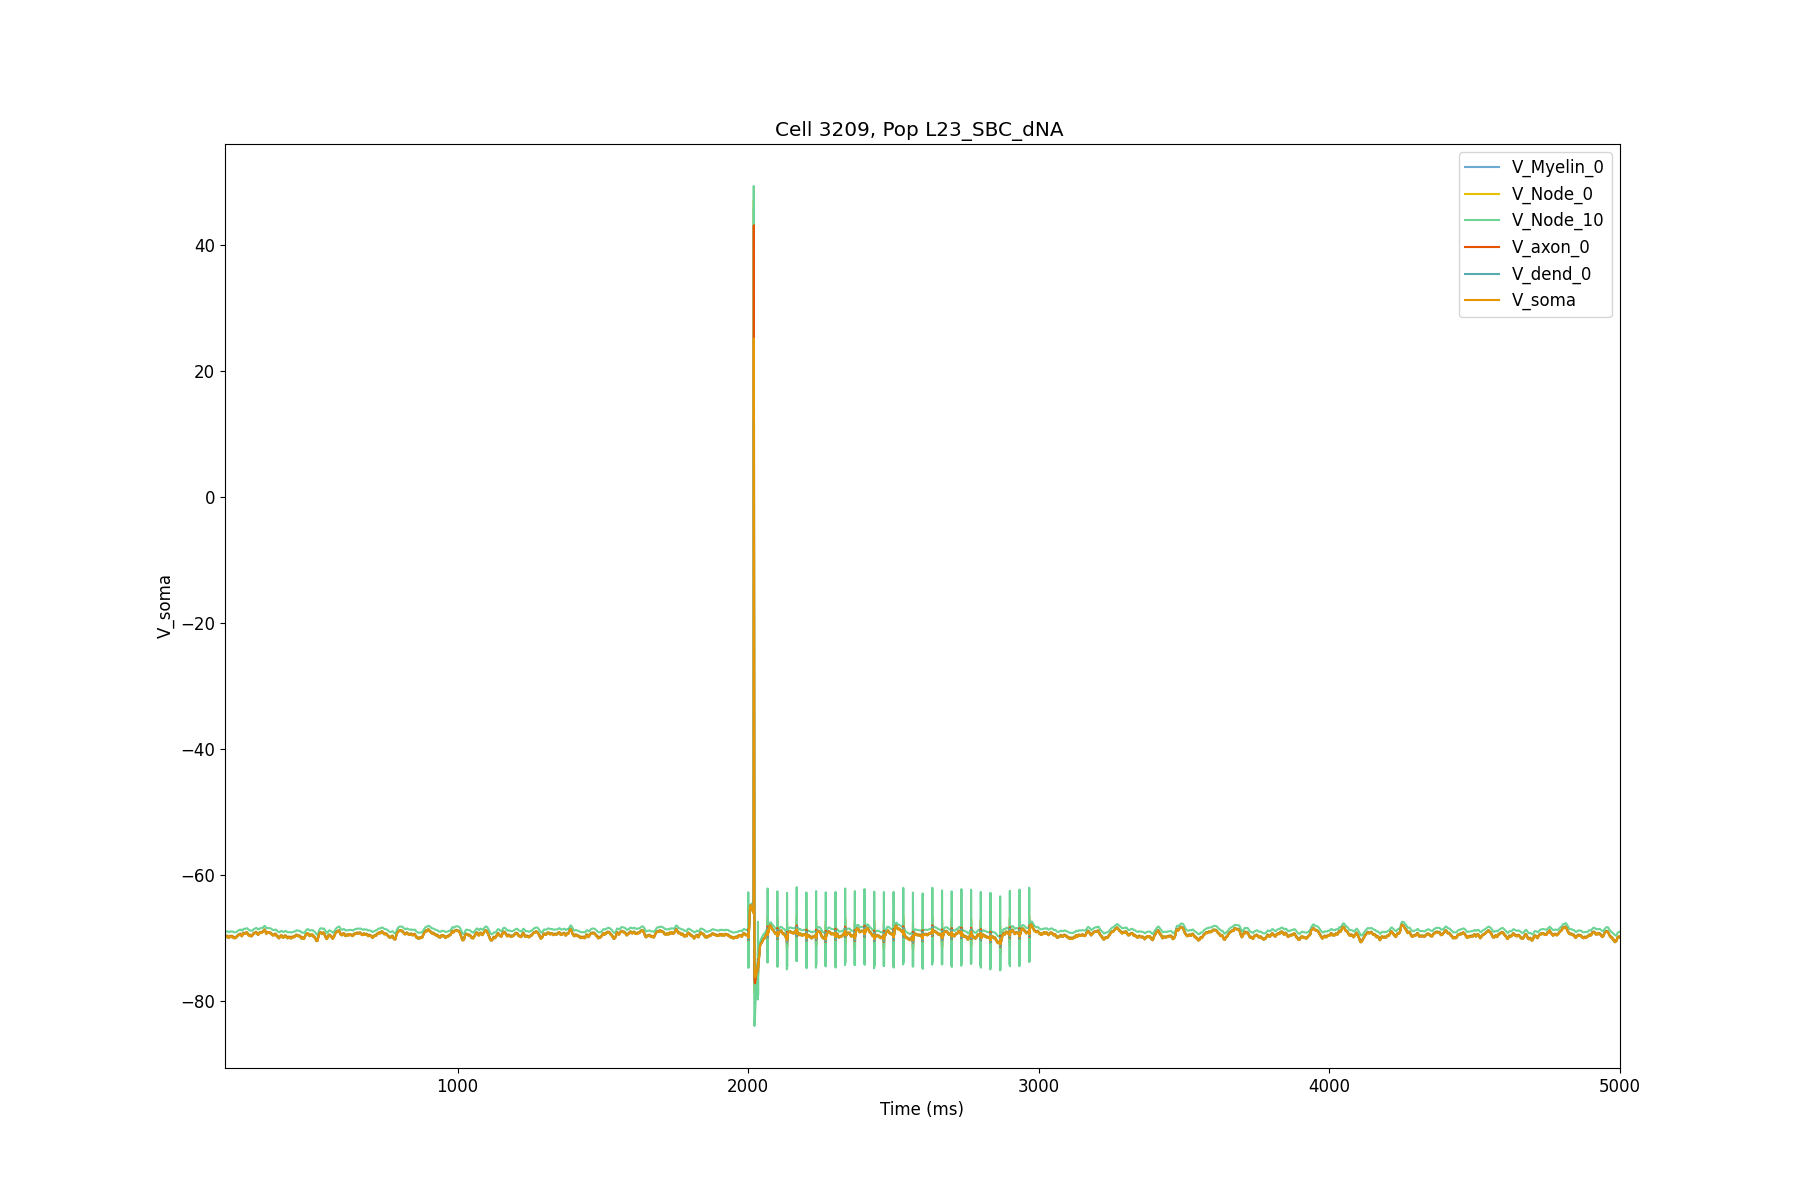 Cell 3209, Pop L23_SBC_dNA
V_Myelin_0
V_Node_0
V_Node_10
V_axon_0
V_dend_0
V_soma
40
20
0
−20
−40
−60
−80
V_soma
1000
2000
3000
4000
5000
Time (ms)